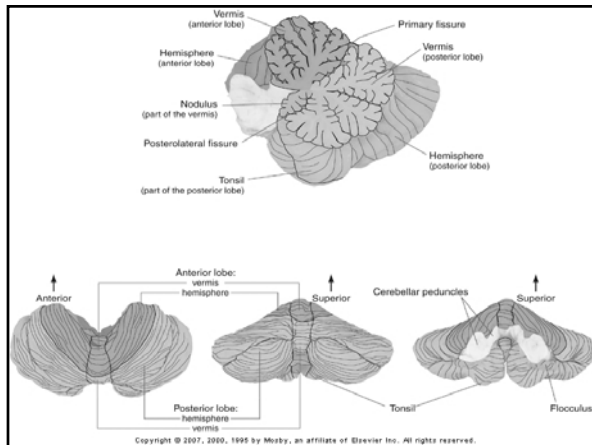 Vermis
(anterior lobe)
Primary fissure
Hemisphere
(anterior lobe)
Vermis
(posterior lobe)
Nodulus
(part of the vermis)
Posterolateral fissure
Hemisphere
(posterior lobe)
Tonsil
(part of the posterior lobe)
Anterior
Anterior lobe:
vermis
hemisphere
Superior
Cerebellar peduncles
Superior
Posterior lobe:
hemisphere
vermis
Tonsil
Flocculus
Copyright © 2007, 2000, 1995 by Mosby, an affiliate of Elsevier Inc. All rights reserved.